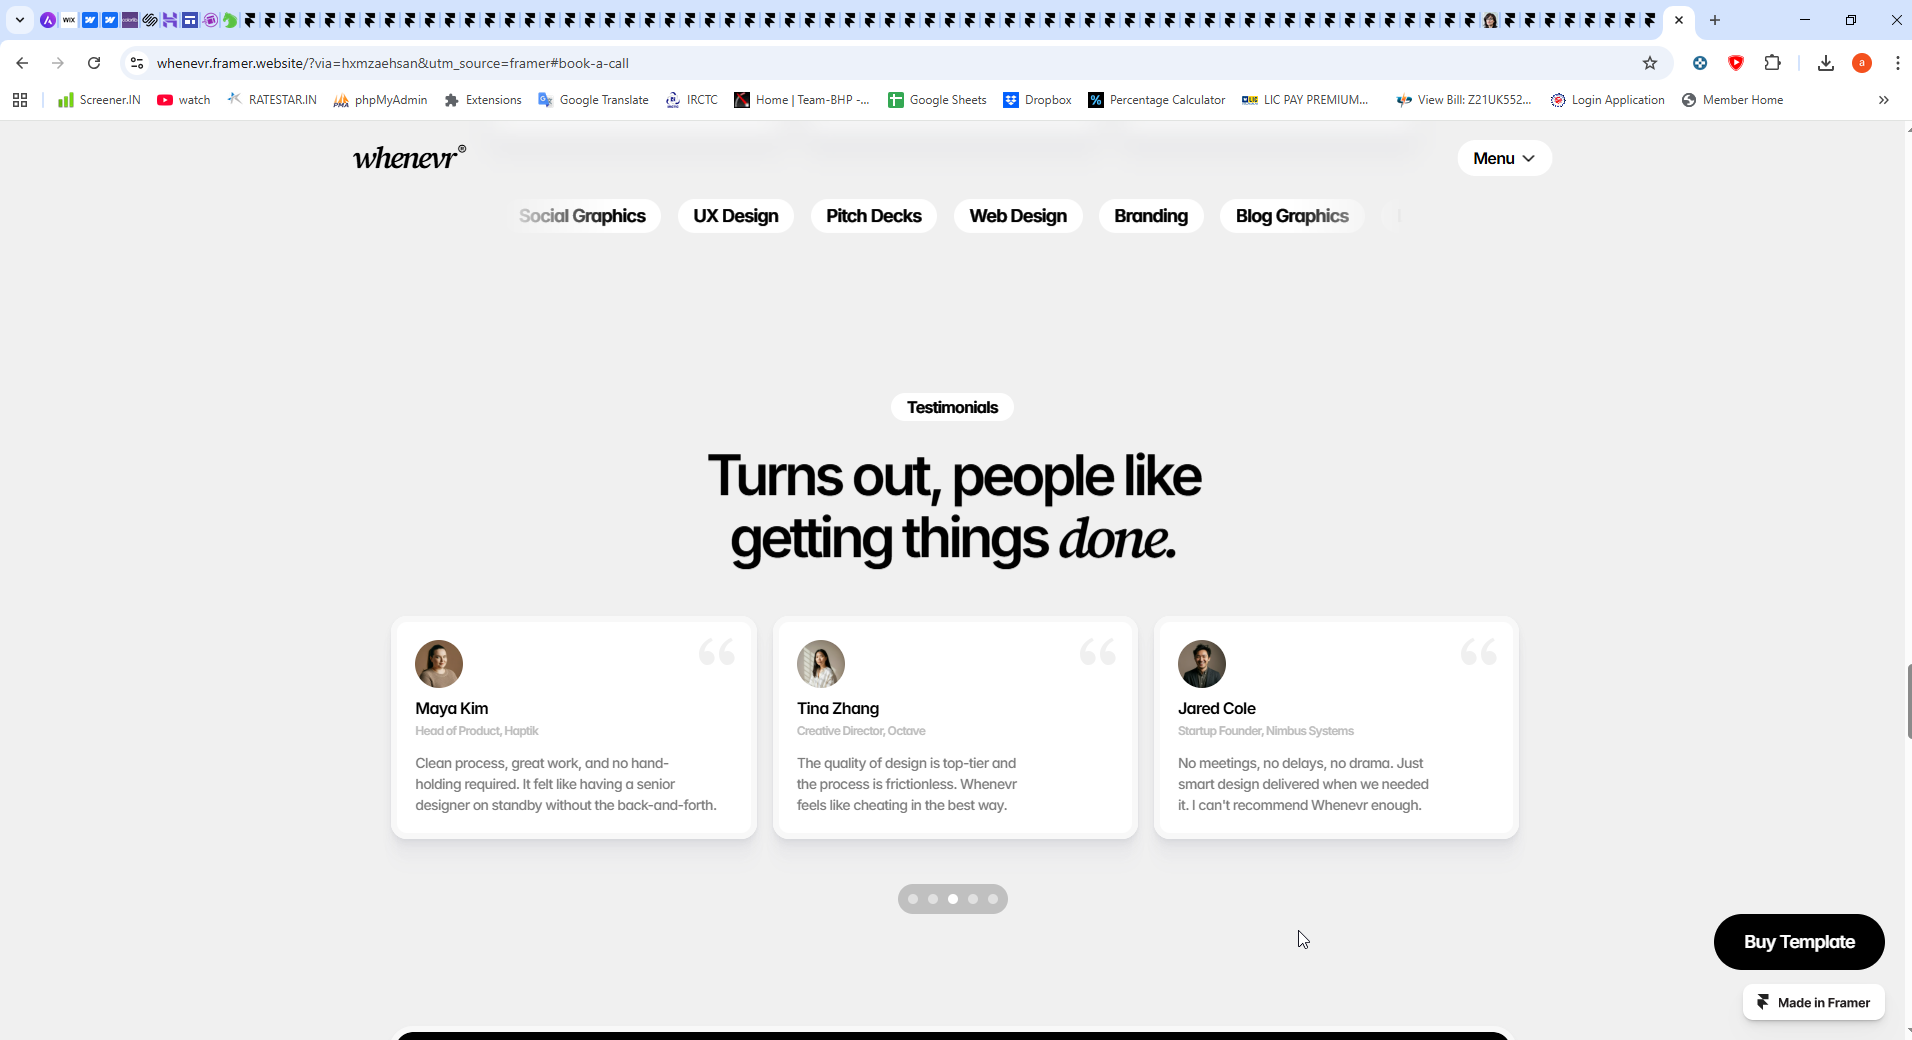 whenevr.framer.website/?via=hxmzaehsan&utm_source=framer#book-a-call
a
Screener.IN
watch
RATESTAR.IN
phpMyAdmin
Extensions
Google Translate
IRCTC
Home | Team-BHP -...
Google Sheets
Dropbox
Percentage Calculator
LIC PAY PREMIUM...
View Bill: Z21UK552...
Login Application
Member Home
whenevr®
Menu
Social Graphics
UX Design
Pitch Decks
Web Design
Branding
Blog Graphics
Testimonials
Turns out, people like
getting things done.
Maya Kim
Head of Product, Haptik
Clean process, great work, and no hand-
holding required. It felt like having a senior
designer on standby without the back-and-forth.
Tina Zhang
Creative Director, Octave
The quality of design is top-tier and
the process is frictionless. Whenevr
feels like cheating in the best way.
Jared Cole
Startup Founder, Nimbus Systems
No meetings, no delays, no drama. Just
smart design delivered when we needed
it. I can't recommend Whenevr enough.
Buy Template
Made in Framer